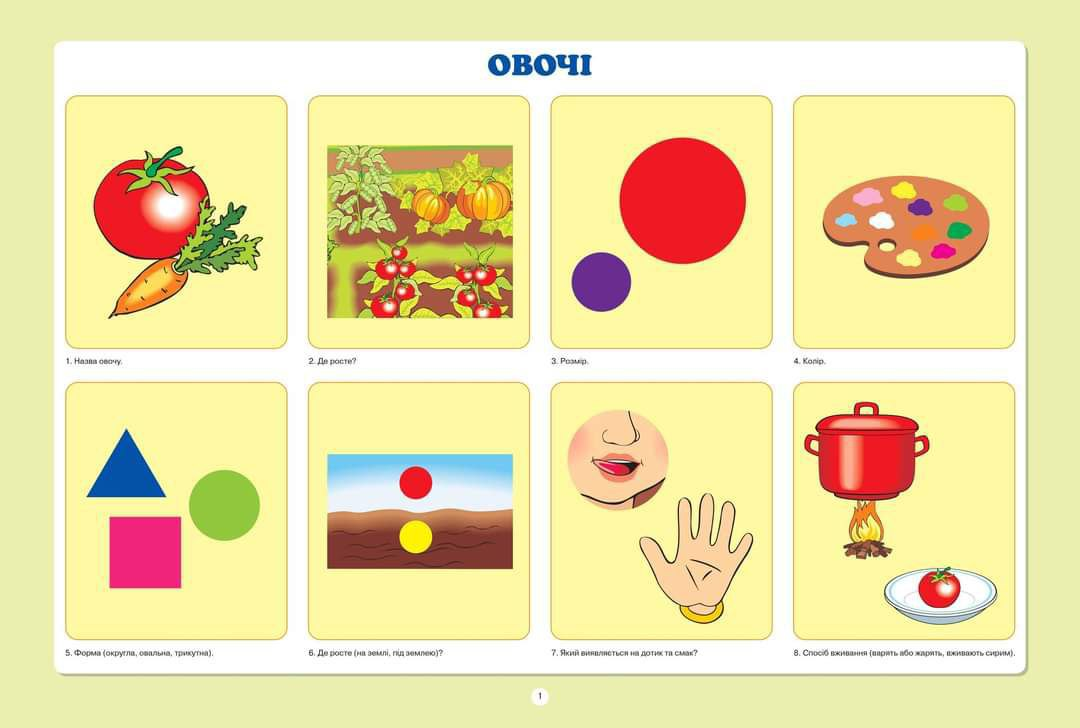 ОВОЧІ
1. Назва овочу.
2. Де росте?
3. Розмір.
4. Колір.
5. Форма (округла, овальна, трикутна).
6. Де росте (на землі, під землею)?
7. Який виявляється на дотик та смак?
8. Спосіб вживання (варять або жарять, вживають сирим).
1